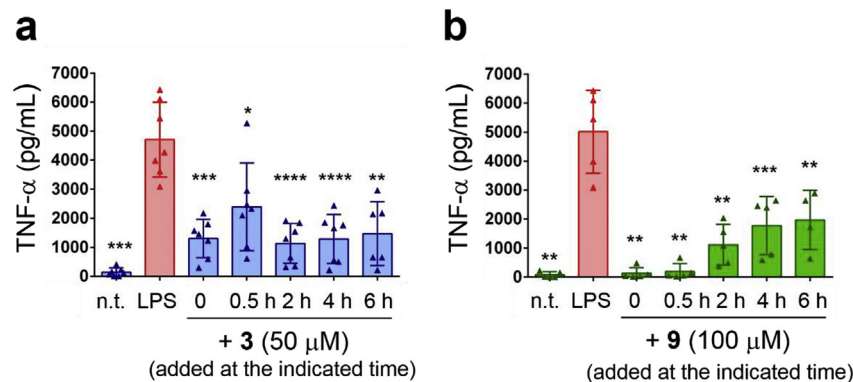 a
TNF-α (pg/mL)
7000
6000
5000
4000
3000
2000
1000
0
***
*
***
****
****
**
n.t. LPS 0 0.5 h 2 h 4 h 6 h
+ 3 (50 μM)
(added at the indicated time)
b
TNF-α (pg/mL)
7000
6000
5000
4000
3000
2000
1000
0
**
**
**
**
***
**
n.t. LPS 0 0.5 h 2 h 4 h 6 h
+ 9 (100 μM)
(added at the indicated time)